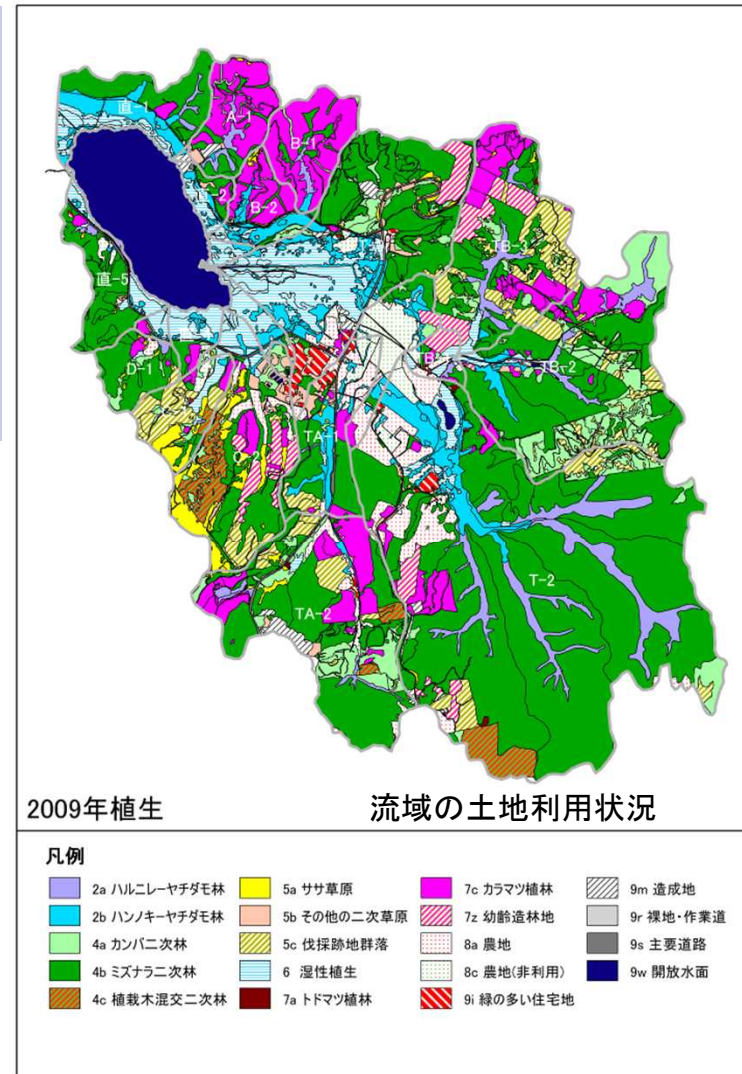 直-1
A-1
B-1
直-2
B-2
TB-3
直-5
TB-2
D-1
TA-1
T-2
TA-2
2009年植生
流域の土地利用状況
凡例
2a ハルニレーヤチダモ林
2b ハンノキーヤチダモ林
4a カンバ二次林
4b ミズナラ二次林
4c 植栽木混交二次林
5a ササ草原
5b その他の二次草原
5c 伐採跡地群落
6 湿性植生
7a トドマツ植林
7c カラマツ植林
7z 幼齢造林地
8a 農地
8c 農地(非利用)
9i 緑の多い住宅地
9m 造成地
9r 裸地・作業道
9s 主要道路
9w 開放水面